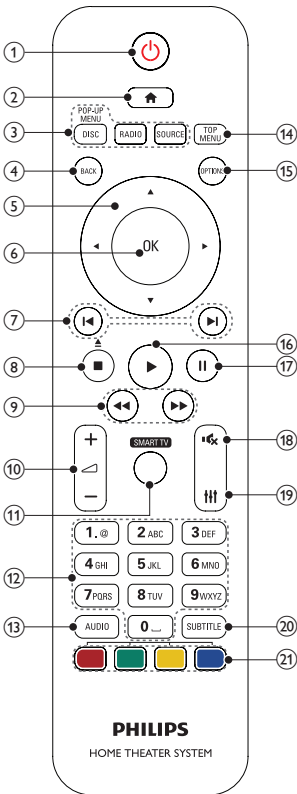 1
2
POP-UP
MENU
3 DISC RADIO SOURCE TOP
MENU 14
4 BACK OPTIONS 15
5
6 OK
7
16
8 17
9
+ SMART TV 18
10
− 19
11
1.@ 2 ABC 3 DEF
12 4 GHI 5 JKL 6 MNO
7 PQRS 8 TUV 9 WXYZ
13 AUDIO 0 ⎵ SUBTITLE 20
21
PHILIPS
HOME THEATER SYSTEM